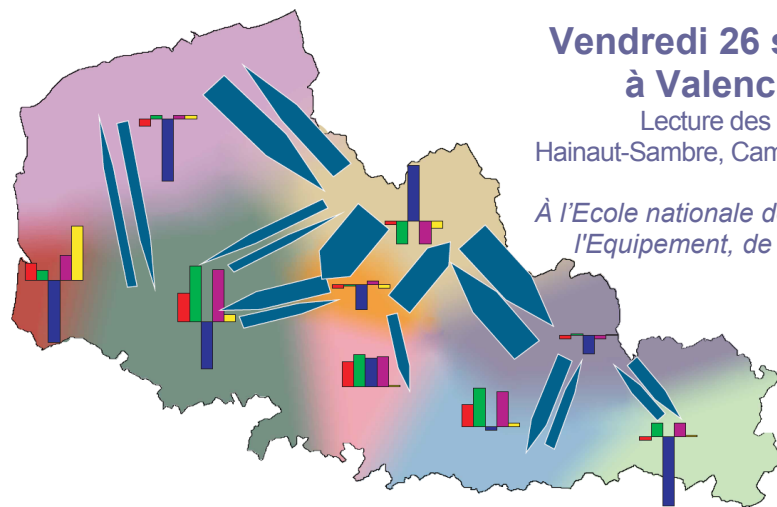 Vendredi 26 s
à Valenc
Lecture des
Hainaut-Sambre, Cam
À l’Ecole nationale d
l'Equipement, de